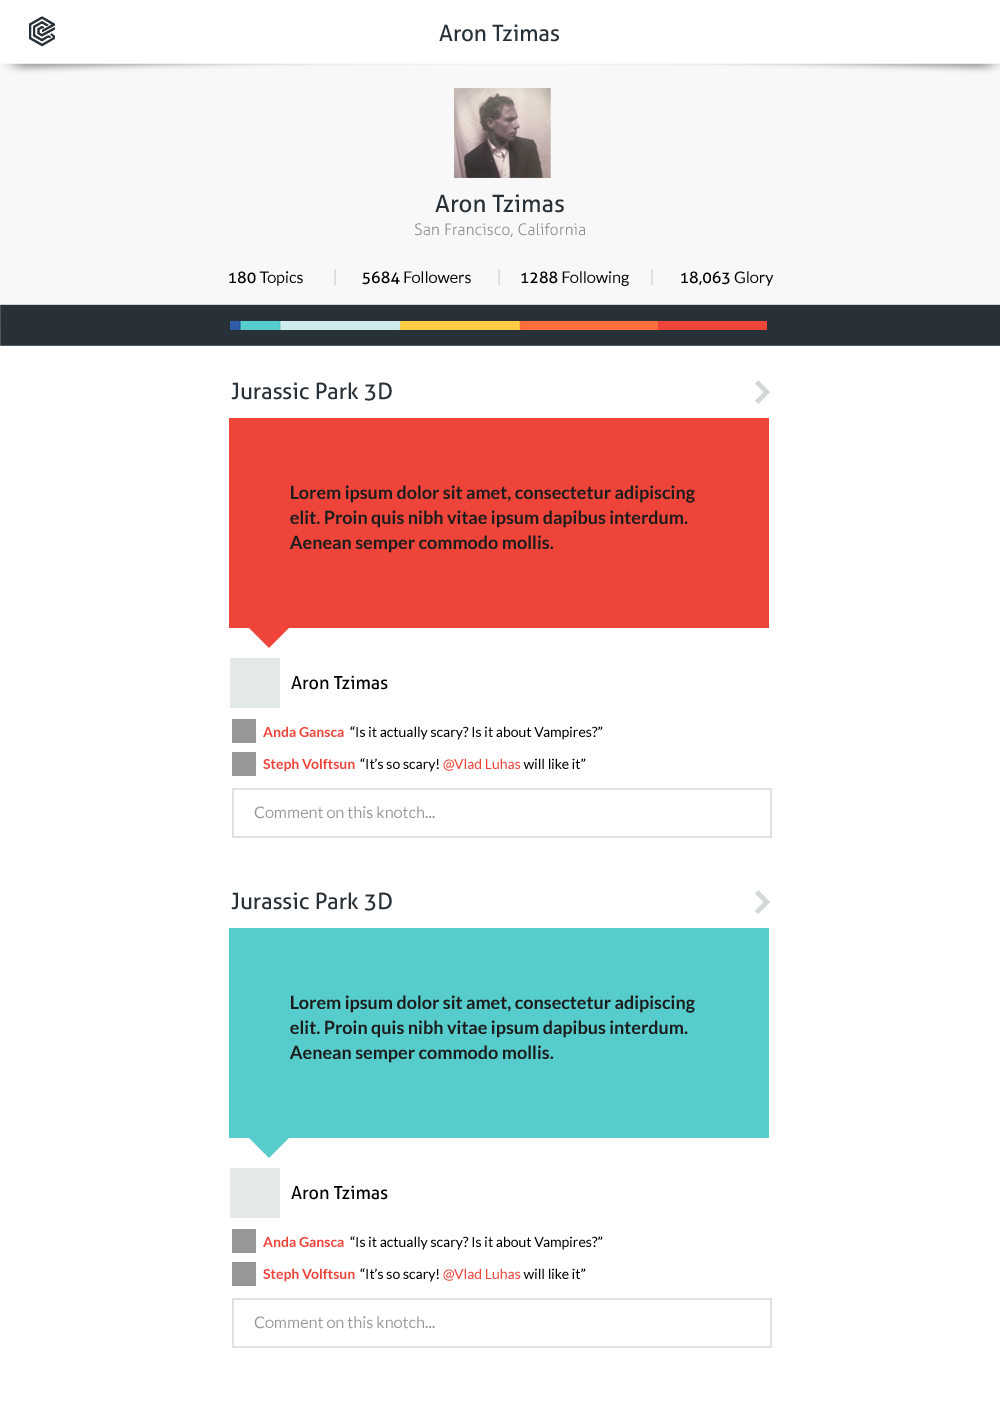 Aron Tzimas
Aron Tzimas
San Francisco, California
180 Topics
5684 Followers
1288 Following
18,063 Glory
Jurassic Park 3D
Lorem ipsum dolor sit amet, consectetur adipiscing
elit. Proin quis nibh vitae ipsum dapibus interdum.
Aenean semper commodo mollis.
Aron Tzimas
Anda Gansca “Is it actually scary? Is it about Vampires?”
Steph Volftsun “It’s so scary! @Vlad Luhas will like it”
Comment on this knotch...
Jurassic Park 3D
Lorem ipsum dolor sit amet, consectetur adipiscing
elit. Proin quis nibh vitae ipsum dapibus interdum.
Aenean semper commodo mollis.
Aron Tzimas
Anda Gansca “Is it actually scary? Is it about Vampires?”
Steph Volftsun “It’s so scary! @Vlad Luhas will like it”
Comment on this knotch...